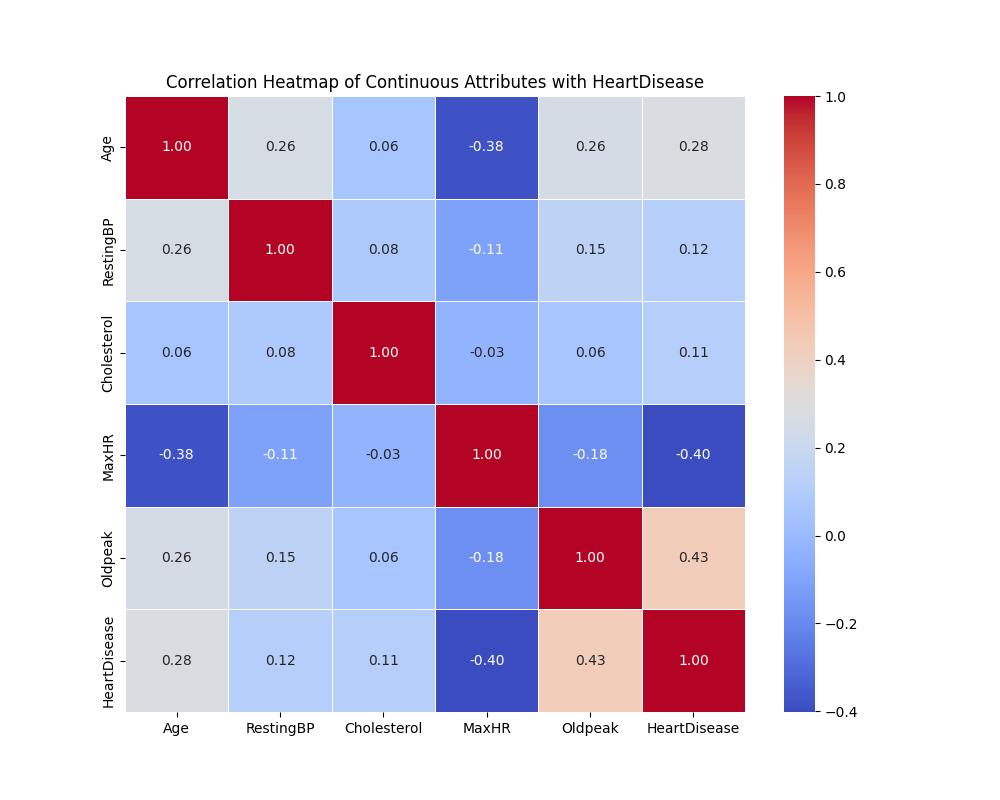 Correlation Heatmap of Continuous Attributes with HeartDisease
Age 1.00 0.26 0.06 -0.38 0.26 0.28
RestingBP 0.26 1.00 0.08 -0.11 0.15 0.12
Cholesterol 0.06 0.08 1.00 -0.03 0.06 0.11
MaxHR -0.38 -0.11 -0.03 1.00 -0.18 -0.40
Oldpeak 0.26 0.15 0.06 -0.18 1.00 0.43
HeartDisease 0.28 0.12 0.11 -0.40 0.43 1.00
Age RestingBP Cholesterol MaxHR Oldpeak HeartDisease
1.0
0.8
0.6
0.4
0.2
0.0
−0.2
−0.4